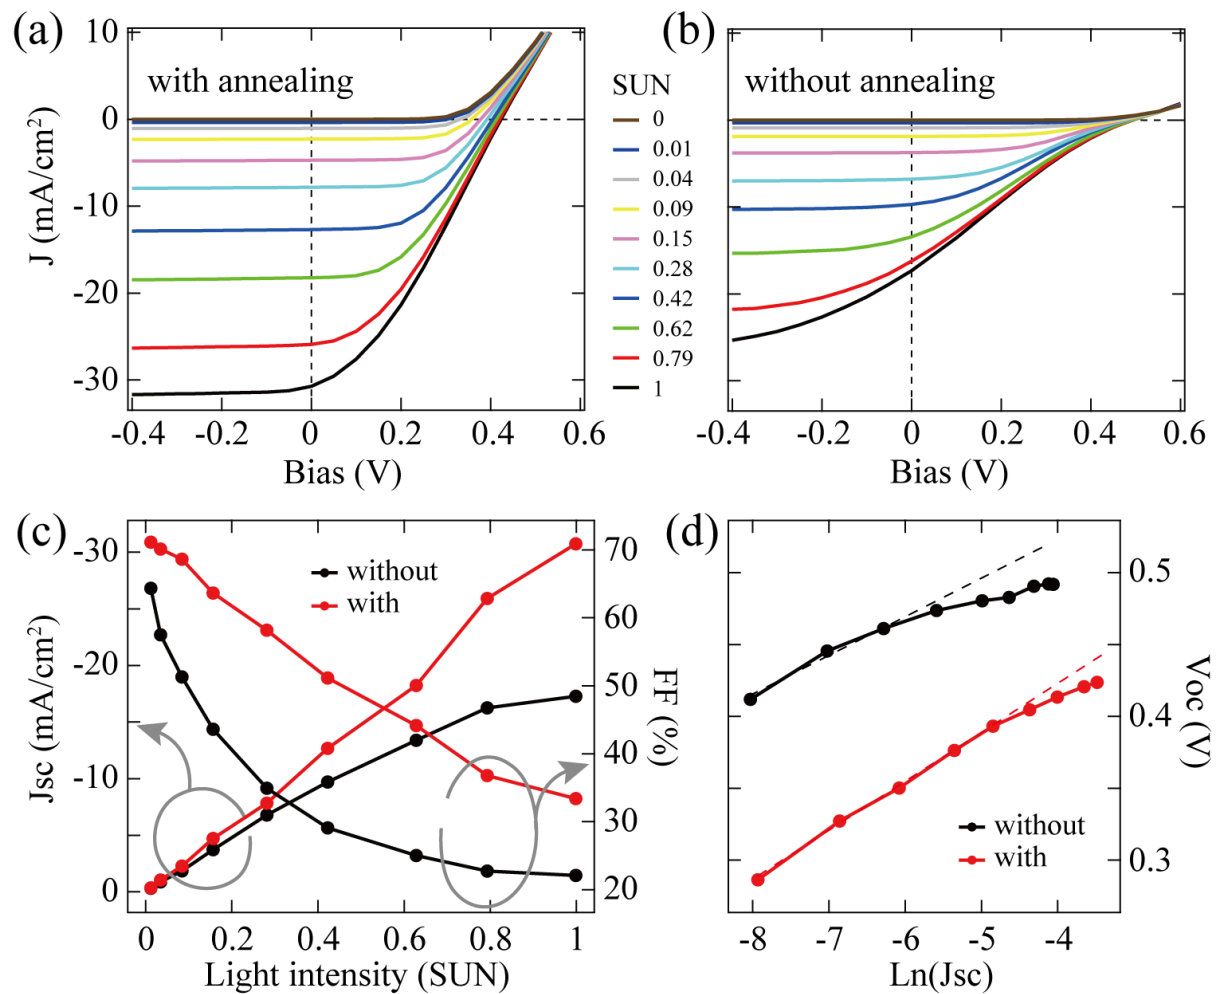 (a)
10
0
-10
-20
-30
J (mA/cm²)
with annealing
-0.4
-0.2
0
0.2
0.4
0.6
Bias (V)
SUN
0
0.01
0.04
0.09
0.15
0.28
0.42
0.62
0.79
1
(b)
without annealing
-0.4
-0.2
0
0.2
0.4
0.6
Bias (V)
(c)
-30
-20
-10
0
Jsc (mA/cm²)
without
with
70
60
50
40
30
20
FF (%)
0
0.2
0.4
0.6
0.8
1
Light intensity (SUN)
(d)
0.5
0.4
0.3
Voc (V)
without
with
-8
-7
-6
-5
-4
Ln(Jsc)